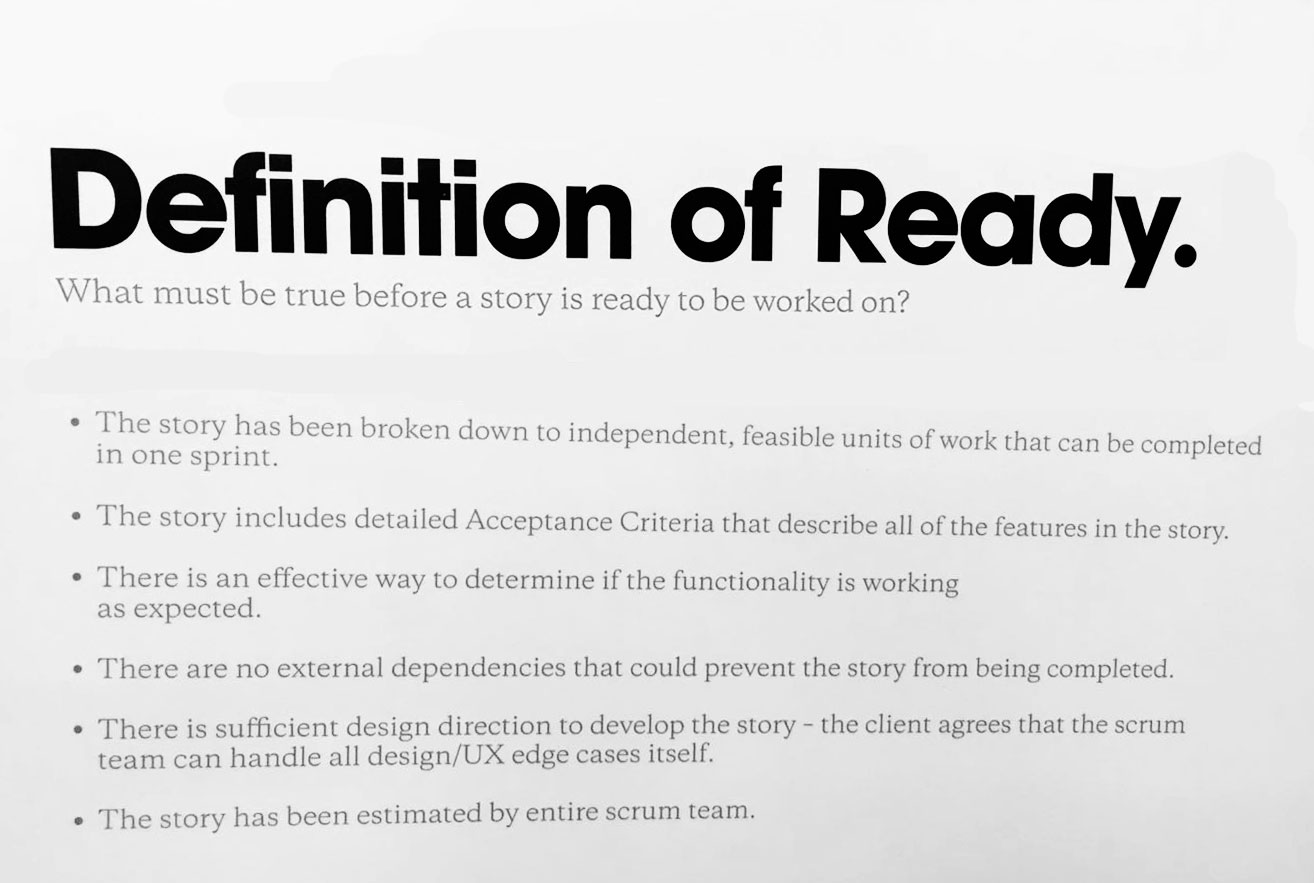 Definition of Ready.
What must be true before a story is ready to be worked on?
• The story has been broken down to independent, feasible units of work that can be completed
in one sprint.
• The story includes detailed Acceptance Criteria that describe all of the features in the story.
• There is an effective way to determine if the functionality is working
as expected.
• There are no external dependencies that could prevent the story from being completed.
• There is sufficient design direction to develop the story – the client agrees that the scrum
team can handle all design/UX edge cases itself.
• The story has been estimated by entire scrum team.